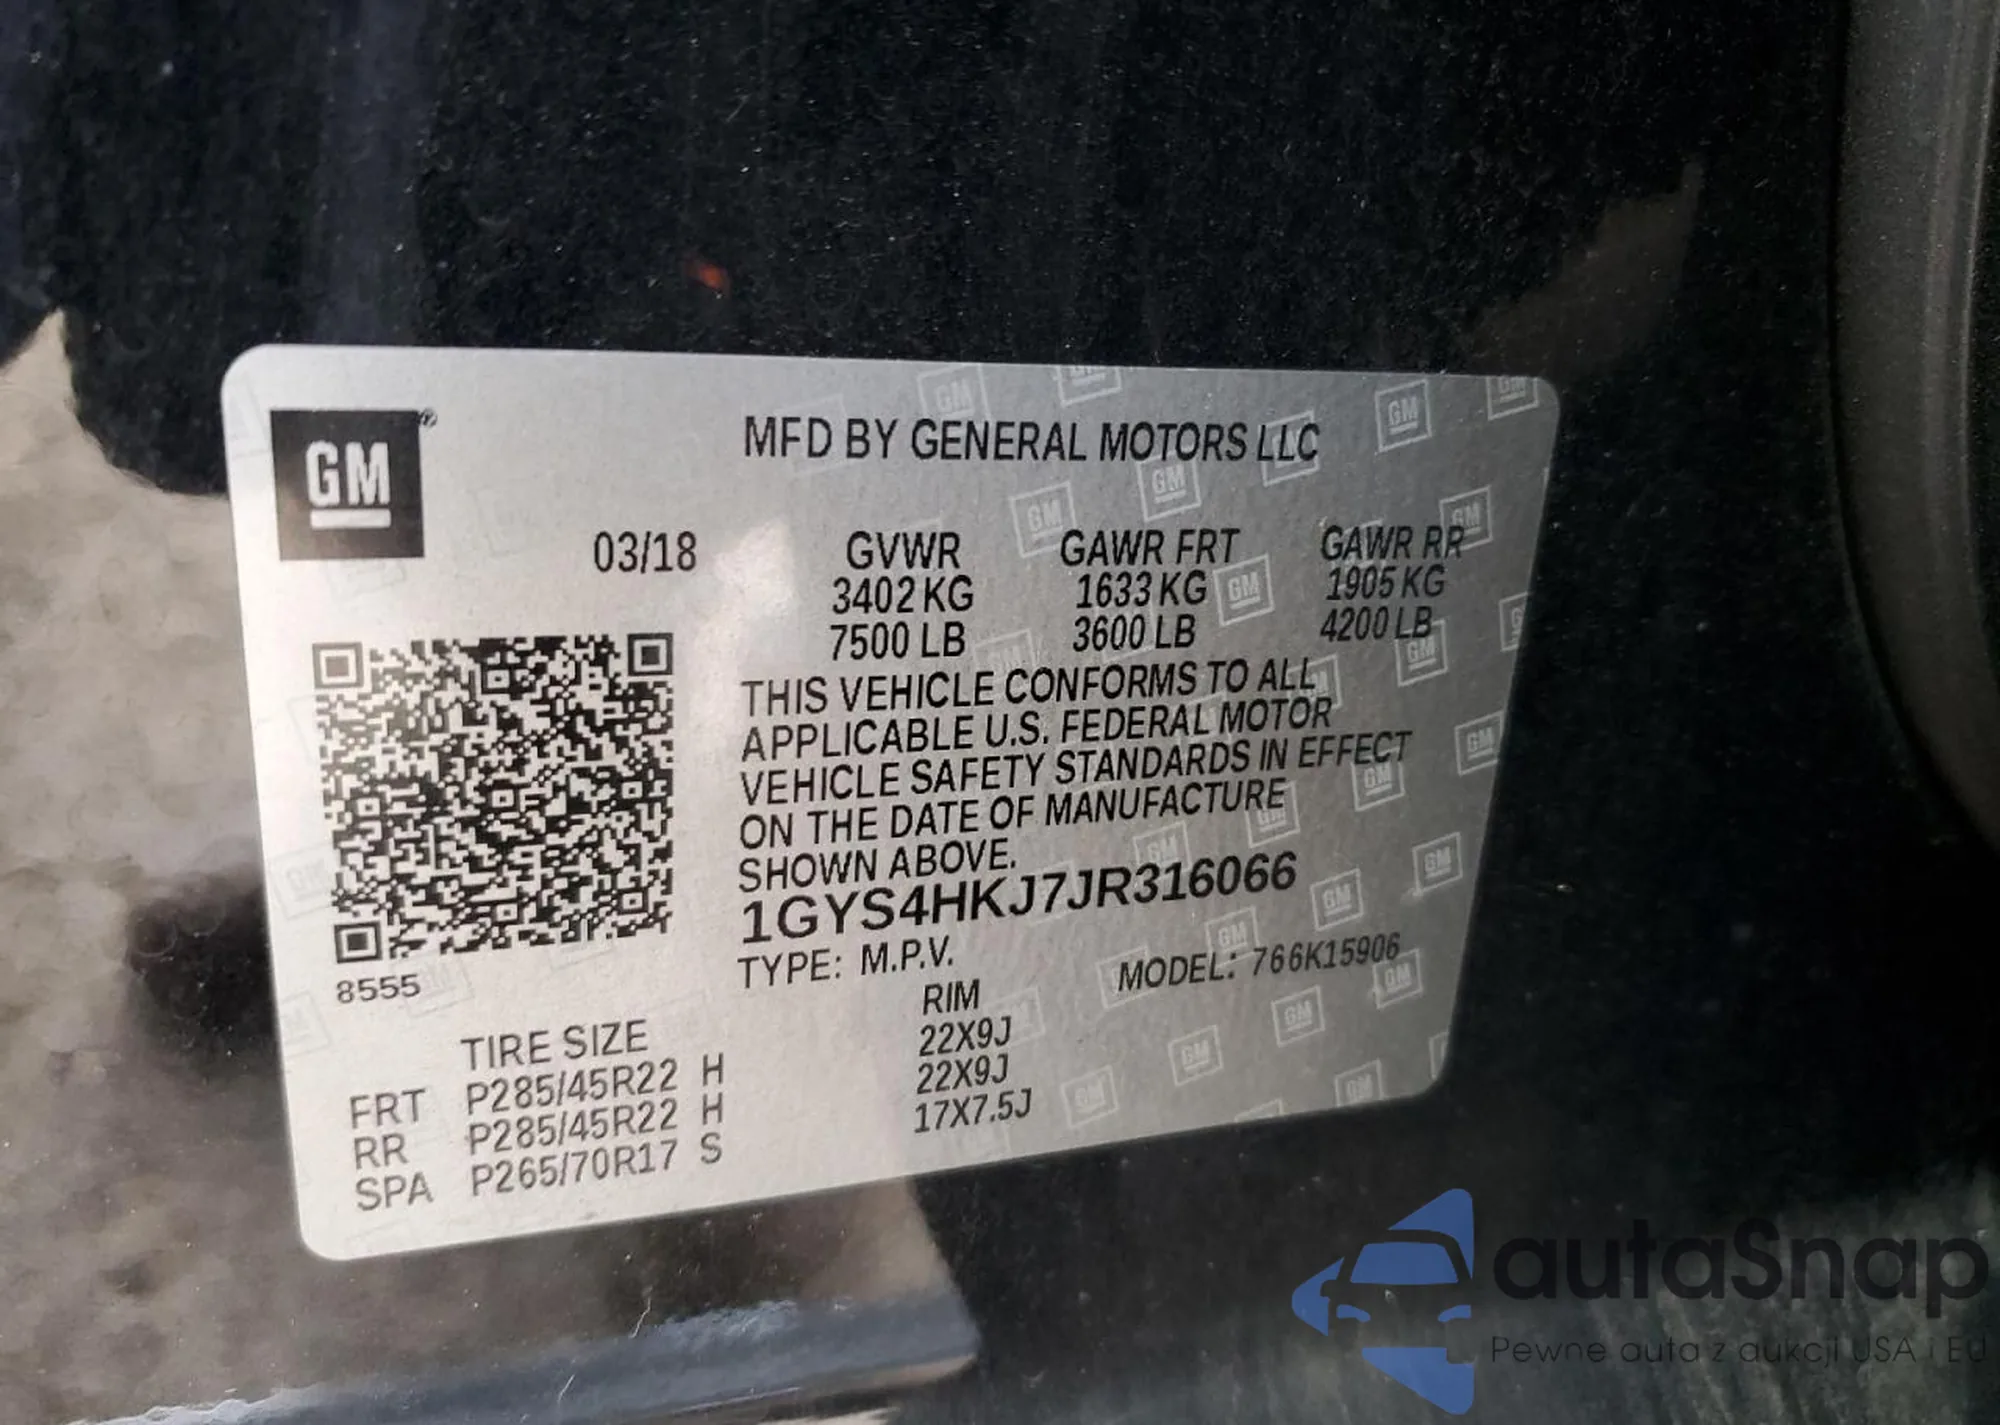 GM®
MFD BY GENERAL MOTORS LLC
03/18 GVWR GAWR FRT GAWR RR
3402 KG 1633 KG 1905 KG
7500 LB 3600 LB 4200 LB
THIS VEHICLE CONFORMS TO ALL
APPLICABLE U.S. FEDERAL MOTOR
VEHICLE SAFETY STANDARDS IN EFFECT
ON THE DATE OF MANUFACTURE
SHOWN ABOVE.
1GYS4HKJ7JR316066
TYPE: M.P.V. MODEL: 766K15906
8555
TIRE SIZE RIM
FRT P285/45R22 H 22X9J
RR P285/45R22 H 22X9J
SPA P265/70R17 S 17X7.5J
autaSnap
Pewne auta z aukcji USA i EU